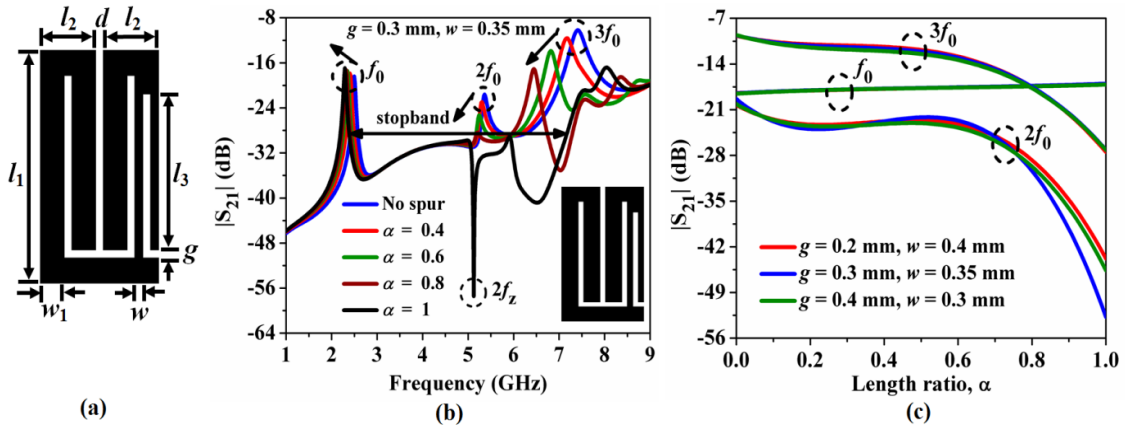 l2 d l2
l1
l3
g
w1 w
(a)
-8
-16
-24
-32
-40
-48
-56
-64
|S21| (dB)
g = 0.3 mm, w = 0.35 mm
f0
2f0
3f0
stopband
No spur
α = 0.4
α = 0.6
α = 0.8
α = 1
2fz
1 2 3 4 5 6 7 8 9
Frequency (GHz)
(b)
-7
-14
-21
-28
-35
-42
-49
-56
|S21| (dB)
3f0
f0
2f0
g = 0.2 mm, w = 0.4 mm
g = 0.3 mm, w = 0.35 mm
g = 0.4 mm, w = 0.3 mm
0.0 0.2 0.4 0.6 0.8 1.0
Length ratio, α
(c)